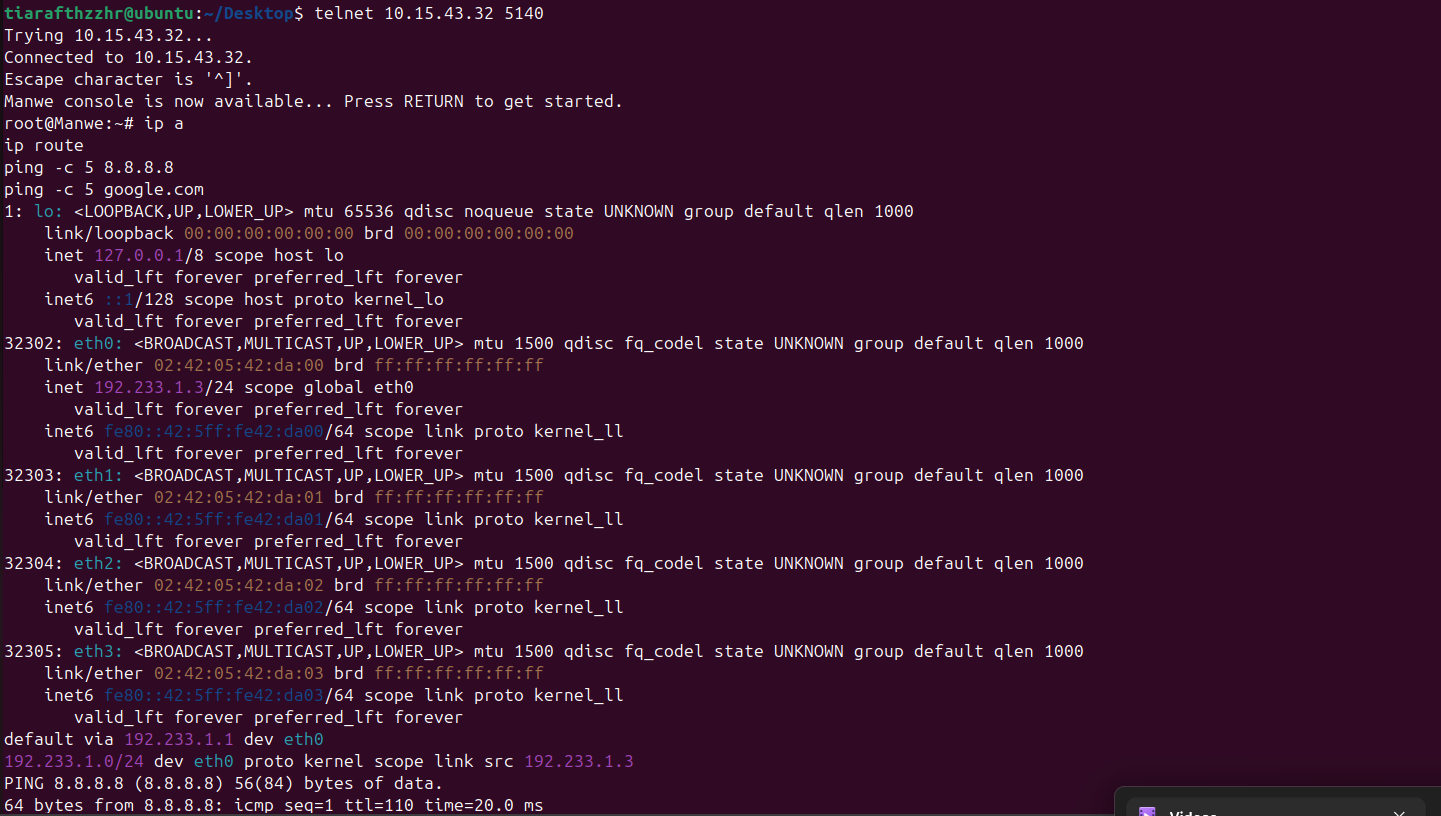 tiarafthzzhr@ubuntu:~/Desktop$ telnet 10.15.43.32 5140
Trying 10.15.43.32...
Connected to 10.15.43.32.
Escape character is '^]'.
Manwe console is now available... Press RETURN to get started.
root@Manwe:~# ip a
ip route
ping -c 5 8.8.8.8
ping -c 5 google.com
1: lo: <LOOPBACK,UP,LOWER_UP> mtu 65536 qdisc noqueue state UNKNOWN group default qlen 1000
    link/loopback 00:00:00:00:00:00 brd 00:00:00:00:00:00
    inet 127.0.0.1/8 scope host lo
       valid_lft forever preferred_lft forever
    inet6 ::1/128 scope host proto kernel_lo
       valid_lft forever preferred_lft forever
32302: eth0: <BROADCAST,MULTICAST,UP,LOWER_UP> mtu 1500 qdisc fq_codel state UNKNOWN group default qlen 1000
    link/ether 02:42:05:42:da:00 brd ff:ff:ff:ff:ff:ff
    inet 192.233.1.3/24 scope global eth0
       valid_lft forever preferred_lft forever
    inet6 fe80::42:5ff:fe42:da00/64 scope link proto kernel_ll
       valid_lft forever preferred_lft forever
32303: eth1: <BROADCAST,MULTICAST,UP,LOWER_UP> mtu 1500 qdisc fq_codel state UNKNOWN group default qlen 1000
    link/ether 02:42:05:42:da:01 brd ff:ff:ff:ff:ff:ff
    inet6 fe80::42:5ff:fe42:da01/64 scope link proto kernel_ll
       valid_lft forever preferred_lft forever
32304: eth2: <BROADCAST,MULTICAST,UP,LOWER_UP> mtu 1500 qdisc fq_codel state UNKNOWN group default qlen 1000
    link/ether 02:42:05:42:da:02 brd ff:ff:ff:ff:ff:ff
    inet6 fe80::42:5ff:fe42:da02/64 scope link proto kernel_ll
       valid_lft forever preferred_lft forever
32305: eth3: <BROADCAST,MULTICAST,UP,LOWER_UP> mtu 1500 qdisc fq_codel state UNKNOWN group default qlen 1000
    link/ether 02:42:05:42:da:03 brd ff:ff:ff:ff:ff:ff
    inet6 fe80::42:5ff:fe42:da03/64 scope link proto kernel_ll
       valid_lft forever preferred_lft forever
default via 192.233.1.1 dev eth0
192.233.1.0/24 dev eth0 proto kernel scope link src 192.233.1.3
PING 8.8.8.8 (8.8.8.8) 56(84) bytes of data.
64 bytes from 8.8.8.8: icmp_seq=1 ttl=110 time=20.0 ms
Videos